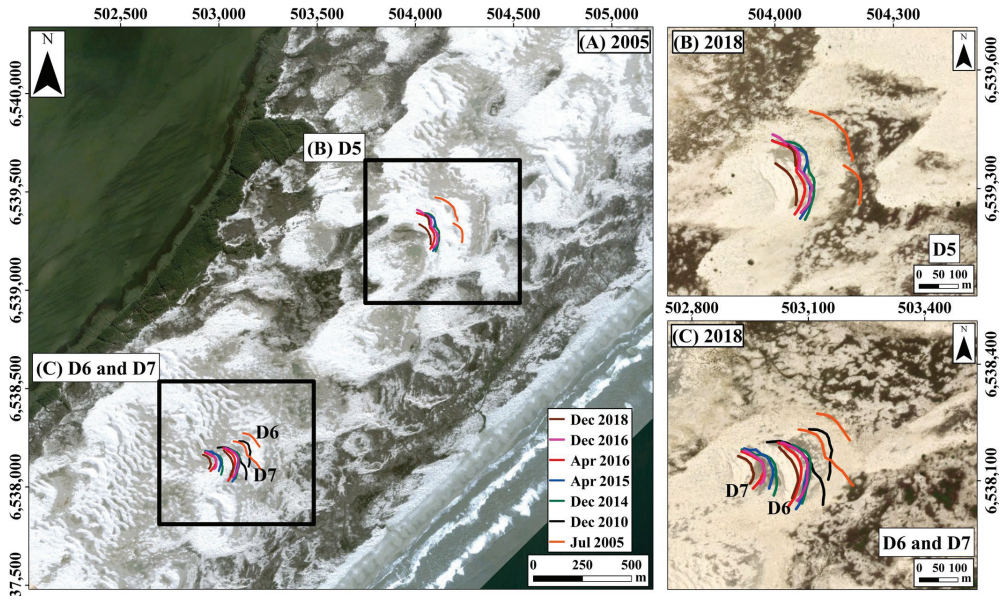 502,500 503,000 503,500 504,000 504,500 505,000
N
(A) 2005
6,540,000
6,539,500
6,539,000
6,538,500
6,538,000
37,500
(B) D5
(C) D6 and D7
D6
D7
Dec 2018
Dec 2016
Apr 2016
Apr 2015
Dec 2014
Dec 2010
Jul 2005
0 250 500
m
504,000 504,300
(B) 2018
N
6,539,600
6,539,300
D5
0 50 100
m
502,800 503,100 503,400
(C) 2018
N
6,538,400
6,538,100
D7
D6
D6 and D7
0 50 100
m